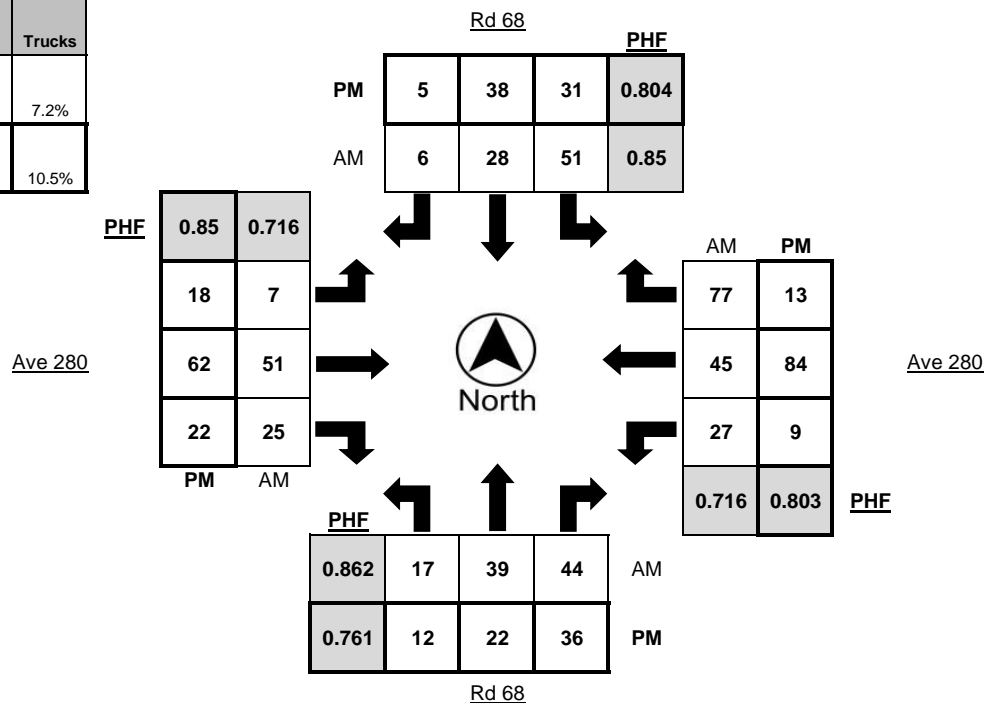 Rd 68
Trucks
PHF
PM 5 38 31 0.804
7.2%
AM 6 28 51 0.85
10.5%
PHF 0.85 0.716
AM PM
18 7
77 13
Ave 280 62 51
45 84 Ave 280
North
22 25
27 9
PM AM
0.716 0.803 PHF
PHF
0.862 17 39 44 AM
0.761 12 22 36 PM
Rd 68